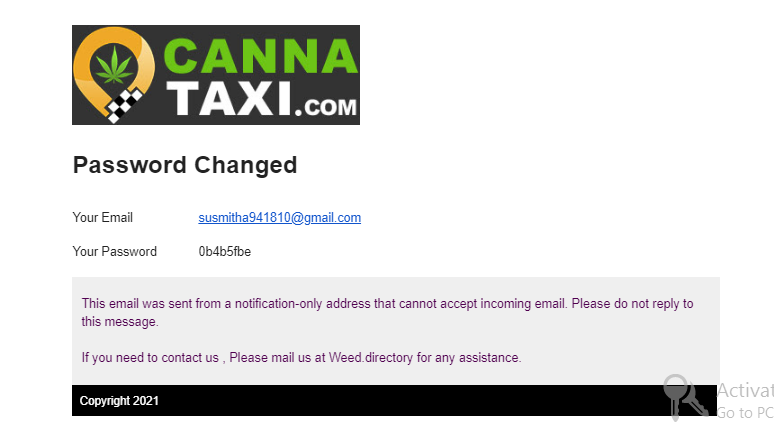 CANNA
TAXI.COM
Password Changed
Your Email susmitha941810@gmail.com
Your Password 0b4b5fbe
This email was sent from a notification-only address that cannot accept incoming email. Please do not reply to
this message.
If you need to contact us , Please mail us at Weed.directory for any assistance.
Copyright 2021
Activat
Go to PC